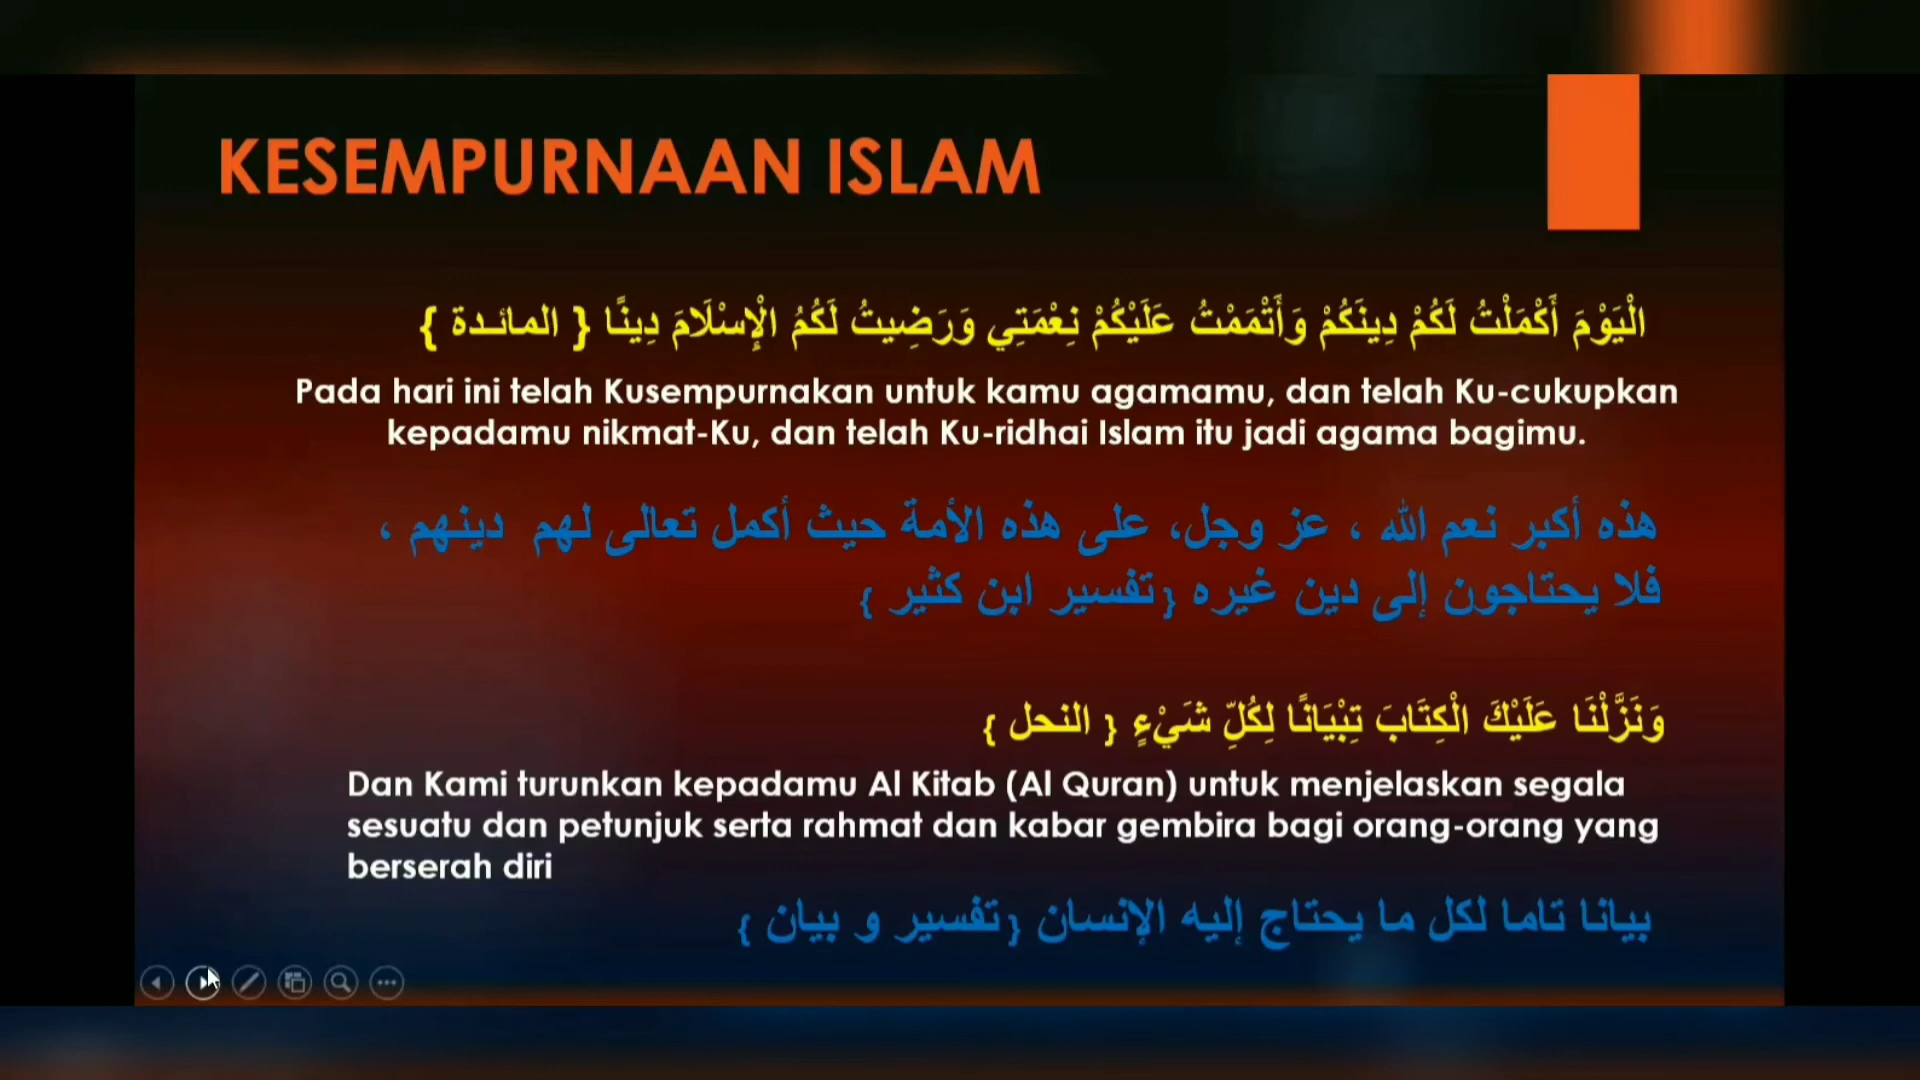 KESEMPURNAAN ISLAM
الْيَوْمَ أَكْمَلْتُ لَكُمْ دِينَكُمْ وَأَتْمَمْتُ عَلَيْكُمْ نِعْمَتِي وَرَضِيتُ لَكُمُ الْإِسْلَامَ دِينًا { المائدة }
Pada hari ini telah Kusempurnakan untuk kamu agamamu, dan telah Ku-cukupkan
kepadamu nikmat-Ku, dan telah Ku-ridhai Islam itu jadi agama bagimu.
هذه أكبر نعم الله ، عز وجل، على هذه الأمة حيث أكمل تعالى لهم دينهم ،
فلا يحتاجون إلى دين غيره {تفسير ابن كثير }
وَنَزَّلْنَا عَلَيْكَ الْكِتَابَ تِبْيَانًا لِكُلِّ شَيْءٍ { النحل }
Dan Kami turunkan kepadamu Al Kitab (Al Quran) untuk menjelaskan segala
sesuatu dan petunjuk serta rahmat dan kabar gembira bagi orang-orang yang
berserah diri
بيانا تاما لكل ما يحتاج إليه الإنسان {تفسير و بيان }